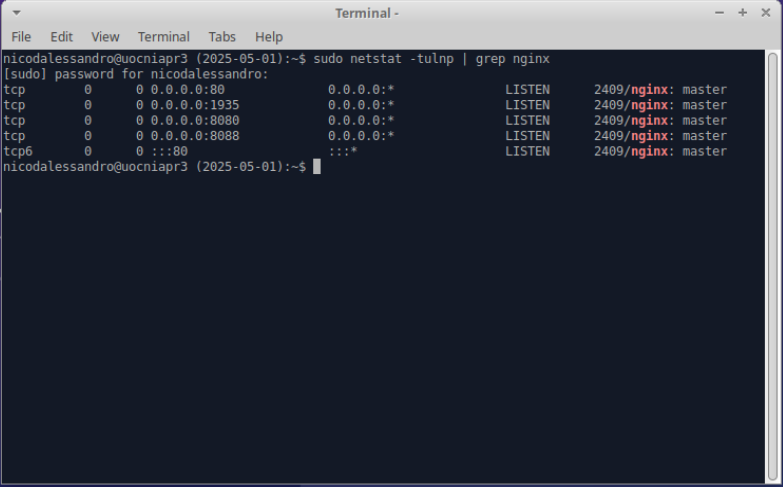 Terminal -
File Edit View Terminal Tabs Help
nicodalessandro@uocniapr3 (2025-05-01):~$ sudo netstat -tulnp | grep nginx
[sudo] password for nicodalessandro:
tcp        0      0 0.0.0.0:80              0.0.0.0:*               LISTEN      2409/nginx: master
tcp        0      0 0.0.0.0:1935            0.0.0.0:*               LISTEN      2409/nginx: master
tcp        0      0 0.0.0.0:8080            0.0.0.0:*               LISTEN      2409/nginx: master
tcp        0      0 0.0.0.0:8088            0.0.0.0:*               LISTEN      2409/nginx: master
tcp6       0      0 :::80                   :::*                    LISTEN      2409/nginx: master
nicodalessandro@uocniapr3 (2025-05-01):~$